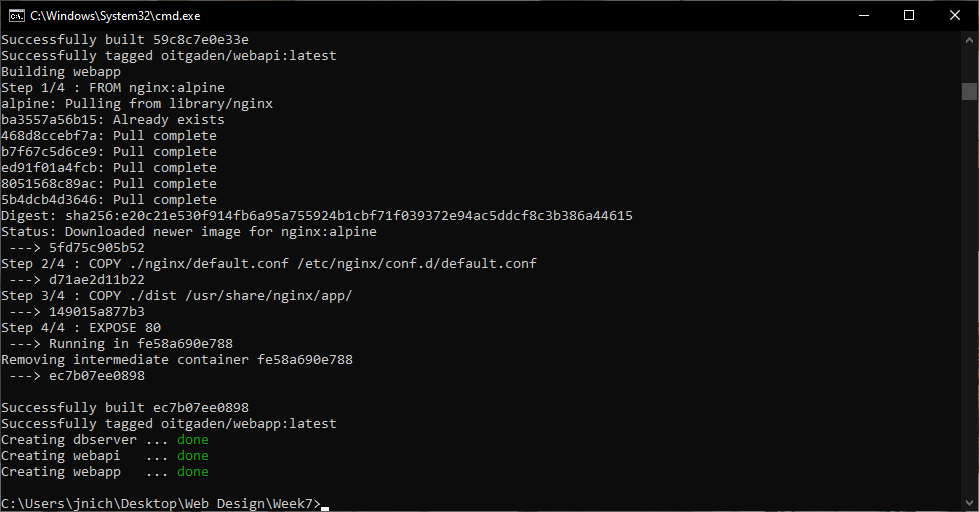 C:\Windows\System32\cmd.exe
Successfully built 59c8c7e0e33e
Successfully tagged oitgaden/webapi:latest
Building webapp
Step 1/4 : FROM nginx:alpine
alpine: Pulling from library/nginx
ba3557a56b15: Already exists
468d8ccebf7a: Pull complete
b7f67c5d6ce9: Pull complete
ed91f01a4fcb: Pull complete
8051568c89ac: Pull complete
5b4dcb4d3646: Pull complete
Digest: sha256:e20c21e530f914fb6a95a755924b1cbf71f039372e94ac5ddcf8c3b386a44615
Status: Downloaded newer image for nginx:alpine
 ---> 5fd75c905b52
Step 2/4 : COPY ./nginx/default.conf /etc/nginx/conf.d/default.conf
 ---> d71ae2d11b22
Step 3/4 : COPY ./dist /usr/share/nginx/app/
 ---> 149015a877b3
Step 4/4 : EXPOSE 80
 ---> Running in fe58a690e788
Removing intermediate container fe58a690e788
 ---> ec7b07ee0898
Successfully built ec7b07ee0898
Successfully tagged oitgaden/webapp:latest
Creating dbserver ... done
Creating webapi   ... done
Creating webapp   ... done
C:\Users\jnich\Desktop\Web Design\Week7>